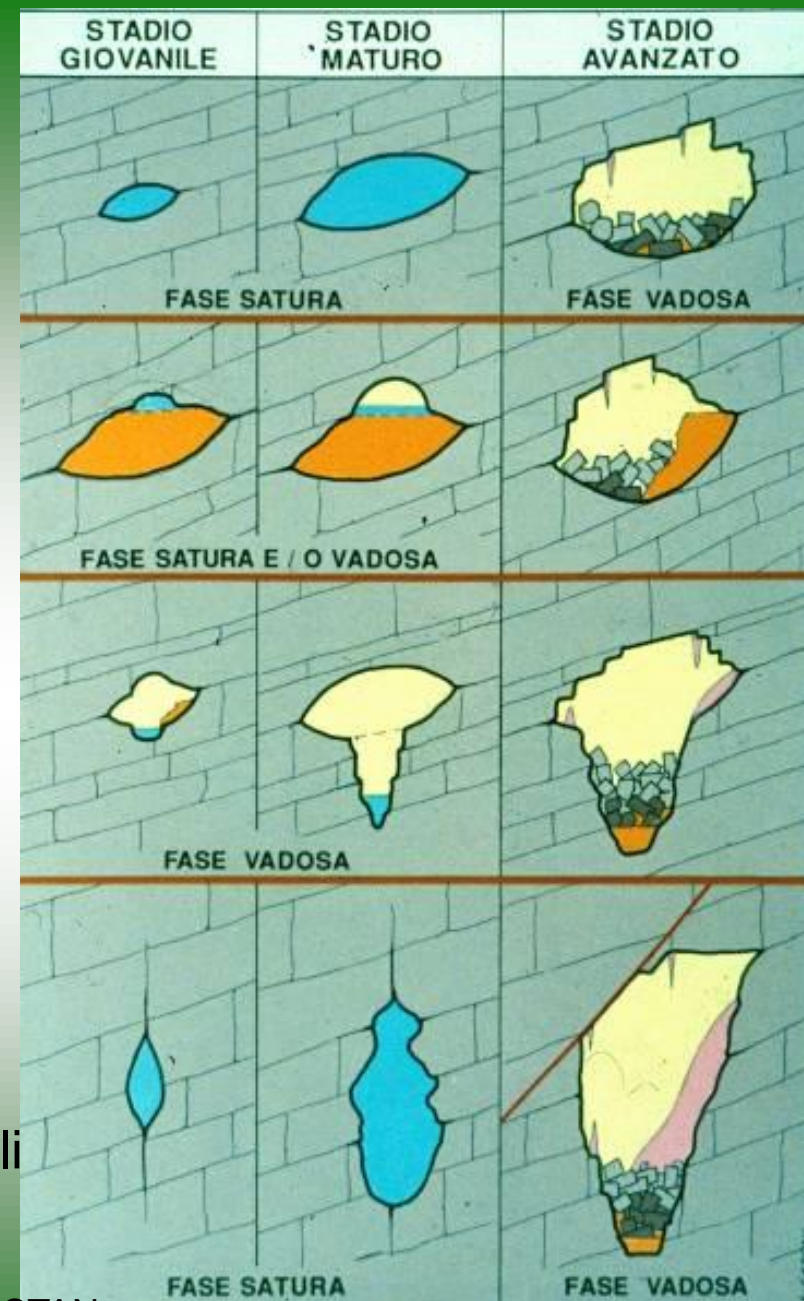 STADIO GIOVANILE
STADIO MATURO
STADIO AVANZATO
FASE SATURA
FASE VADOSA
FASE SATURA E / O VADOSA
FASE VADOSA
li
FASE SATURA
FASE VADOSA